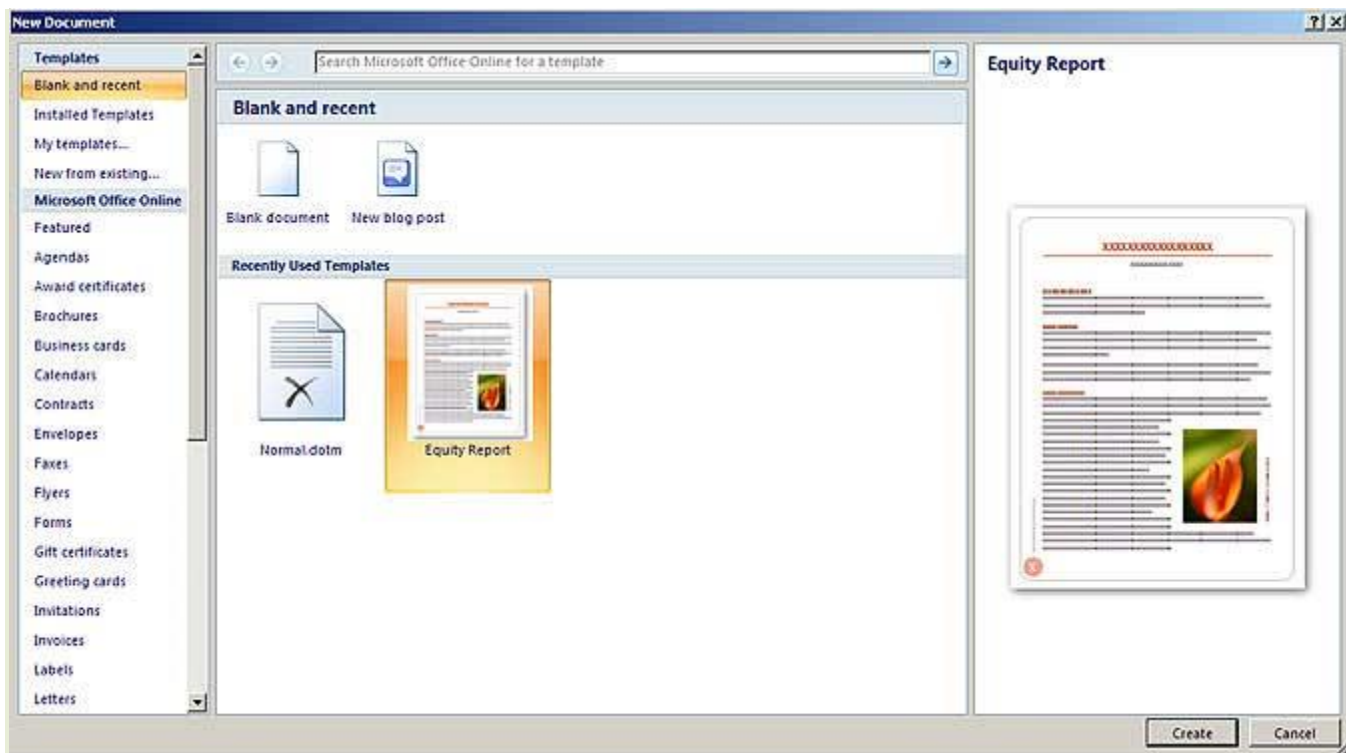 New Document
Templates
Blank and recent
Installed Templates
My templates...
New from existing...
Microsoft Office Online
Featured
Agendas
Award certificates
Brochures
Business cards
Calendars
Contracts
Envelopes
Faxes
Flyers
Forms
Gift certificates
Greeting cards
Invitations
Invoices
Labels
Letters
Search Microsoft Office Online for a template
Blank and recent
Blank document
New blog post
Recently Used Templates
Normal.dotm
Equity Report
Equity Report
Create
Cancel